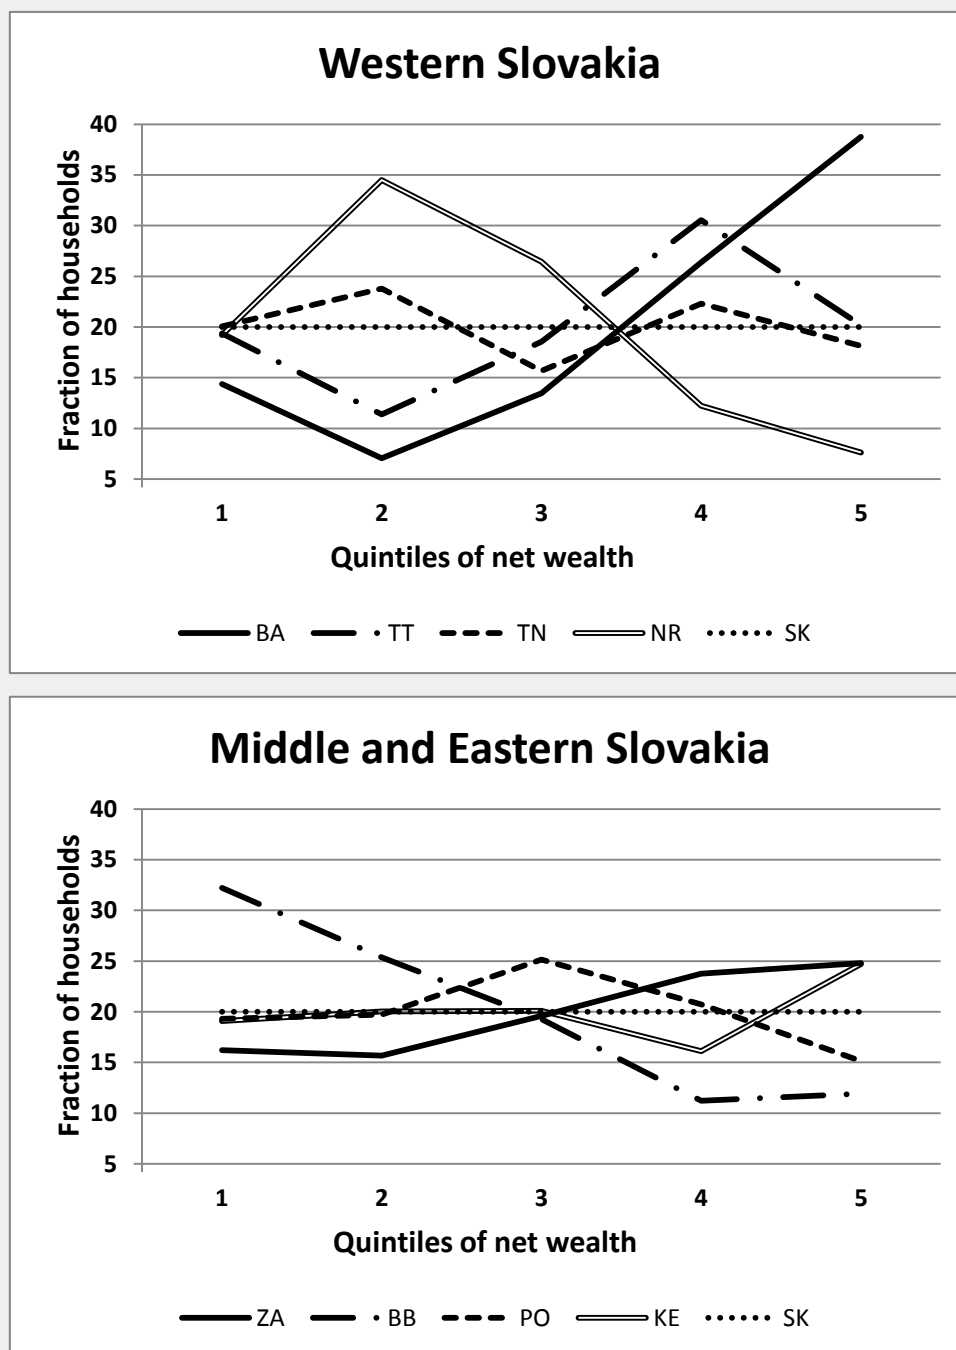 Western Slovakia
Fraction of households
40
35
30
25
20
15
10
5
1 2 3 4 5
Quintiles of net wealth
BA TT TN NR SK
Middle and Eastern Slovakia
Fraction of households
40
35
30
25
20
15
10
5
1 2 3 4 5
Quintiles of net wealth
ZA BB PO KE SK